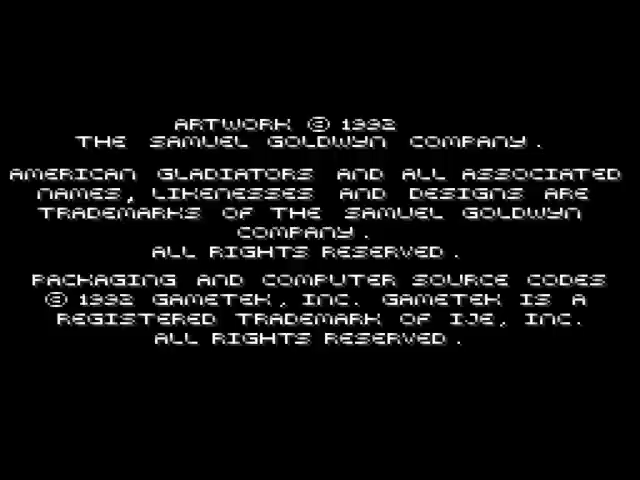 ARTWORK © 1992
THE SAMUEL GOLDWYN COMPANY.
AMERICAN GLADIATORS AND ALL ASSOCIATED
NAMES, LIKENESSES AND DESIGNS ARE
TRADEMARKS OF THE SAMUEL GOLDWYN
COMPANY.
ALL RIGHTS RESERVED.
PACKAGING AND COMPUTER SOURCE CODES
© 1992 GAMETEK, INC. GAMETEK IS A
REGISTERED TRADEMARK OF IJE, INC.
ALL RIGHTS RESERVED.